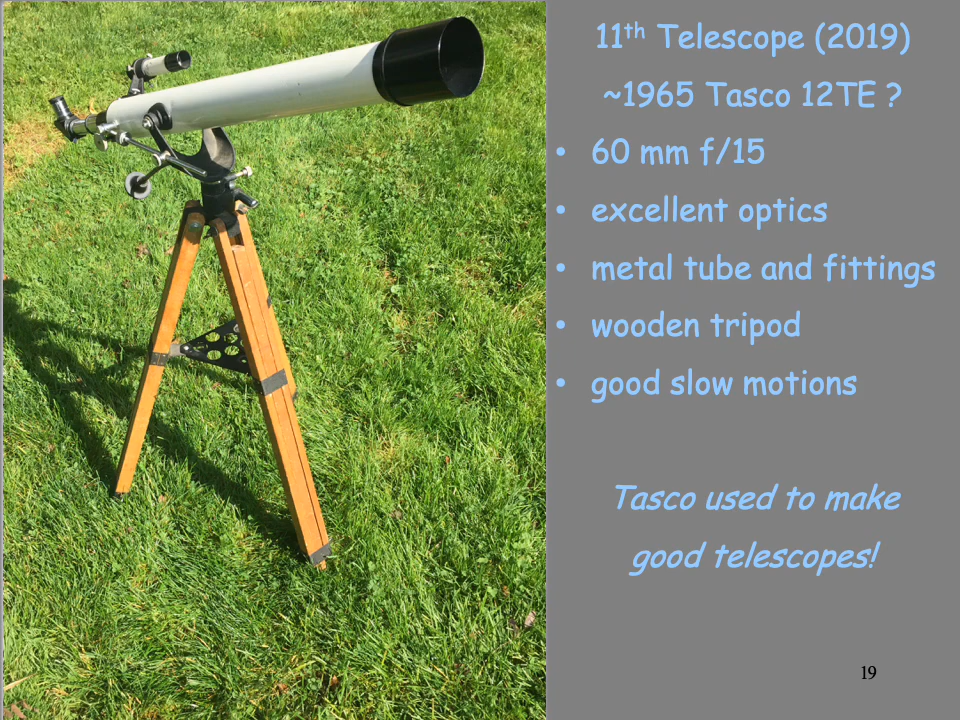 11th Telescope (2019)
~1965 Tasco 12TE ?
• 60 mm f/15
• excellent optics
• metal tube and fittings
• wooden tripod
• good slow motions
Tasco used to make
good telescopes!
19